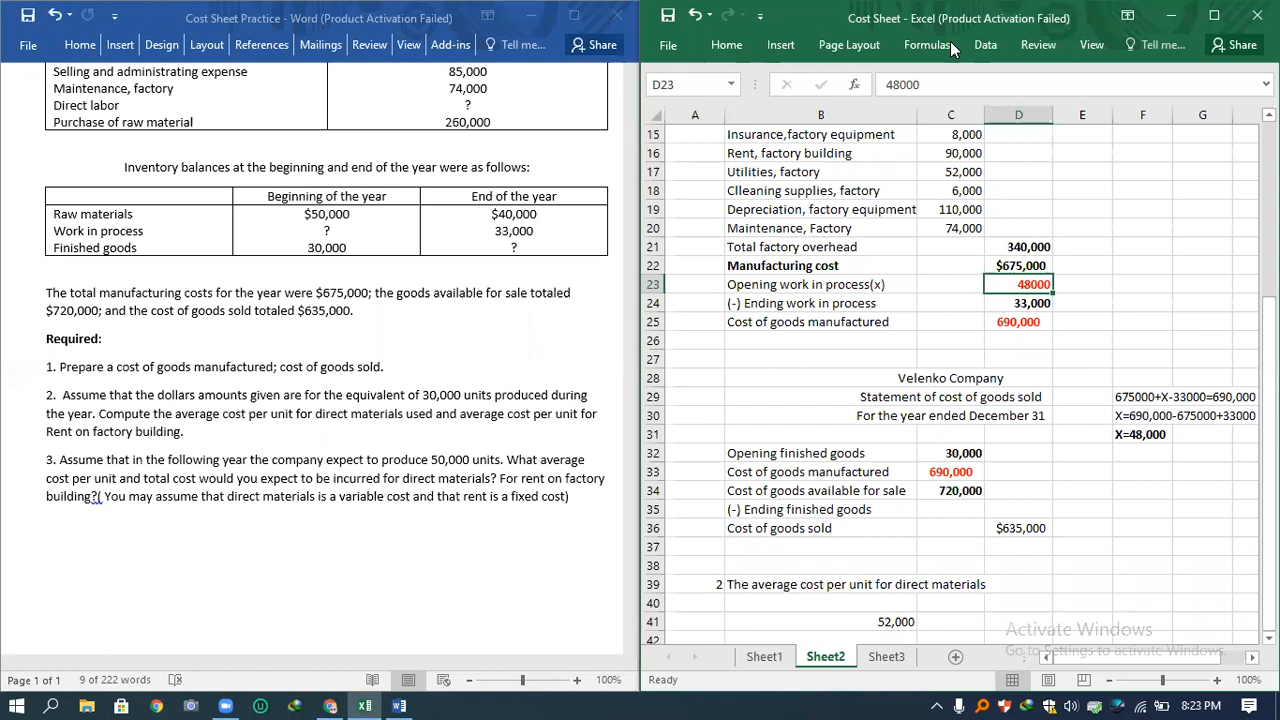 Cost Sheet Practice - Word (Product Activation Failed)
File Home Insert Design Layout References Mailings Review View Add-ins Tell me... Share
Selling and administrating expense 85,000
Maintenance, factory 74,000
Direct labor ?
Purchase of raw material 260,000
Inventory balances at the beginning and end of the year were as follows:
Beginning of the year End of the year
Raw materials $50,000 $40,000
Work in process ? 33,000
Finished goods 30,000 ?
The total manufacturing costs for the year were $675,000; the goods available for sale totaled
$720,000; and the cost of goods sold totaled $635,000.
Required:
1. Prepare a cost of goods manufactured; cost of goods sold.
2. Assume that the dollars amounts given are for the equivalent of 30,000 units produced during
the year. Compute the average cost per unit for direct materials used and average cost per unit for
Rent on factory building.
3. Assume that in the following year the company expect to produce 50,000 units. What average
cost per unit and total cost would you expect to be incurred for direct materials? For rent on factory
building?( You may assume that direct materials is a variable cost and that rent is a fixed cost)
Page 1 of 1 9 of 222 words 100%
Cost Sheet - Excel (Product Activation Failed)
File Home Insert Page Layout Formulas Data Review View Tell me... Share
D23 fx 48000
A B C D E F G
15 Insurance,factory equipment 8,000
16 Rent, factory building 90,000
17 Utilities, factory 52,000
18 Clleaning supplies, factory 6,000
19 Depreciation, factory equipment 110,000
20 Maintenance, Factory 74,000
21 Total factory overhead 340,000
22 Manufacturing cost $675,000
23 Opening work in process(x) 48000
24 (-) Ending work in process 33,000
25 Cost of goods manufactured 690,000
26
27
28 Velenko Company
29 Statement of cost of goods sold 675000+X-33000=690,000
30 For the year ended December 31 X=690,000-675000+33000
31 X=48,000
32 Opening finished goods 30,000
33 Cost of goods manufactured 690,000
34 Cost of goods available for sale 720,000
35 (-) Ending finished goods
36 Cost of goods sold $635,000
37
38
39 2 The average cost per unit for direct materials
40
41 52,000
42
Activate Windows
Go to Settings to activate Windows.
Sheet1 Sheet2 Sheet3
Ready 100%
8:23 PM